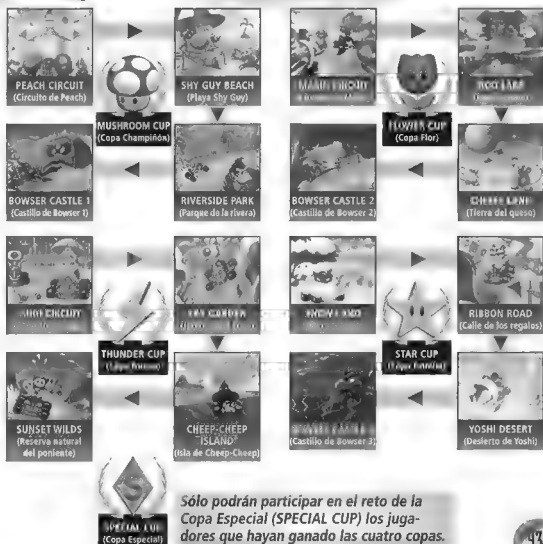 PEACH CIRCUIT
(Circuito de Peach)
MUSHROOM CUP
(Copa Champiñón)
SHY GUY BEACH
(Playa Shy Guy)
BOWSER CASTLE 1
(Castillo de Bowser 1)
RIVERSIDE PARK
(Parque de la rivera)
FLOWER CUP
(Copa Flor)
BOWSER CASTLE 2
(Castillo de Bowser 2)
CHEESE LAND
(Tierra del queso)
THUNDER CUP
SUNSET WILDS
(Reserva natural
del poniente)
CHEEP-CHEEP
ISLAND
(Isla de Cheep-Cheep)
SNOW LAND
STAR CUP
RIBBON ROAD
(Calle de los regalos)
(Castillo de Bowser 3)
YOSHI DESERT
(Desierto de Yoshi)
SPECIAL CUP
(Copa Especial)
Sólo podrán participar en el reto de la
Copa Especial (SPECIAL CUP) los juga-
dores que hayan ganado las cuatro copas.
47